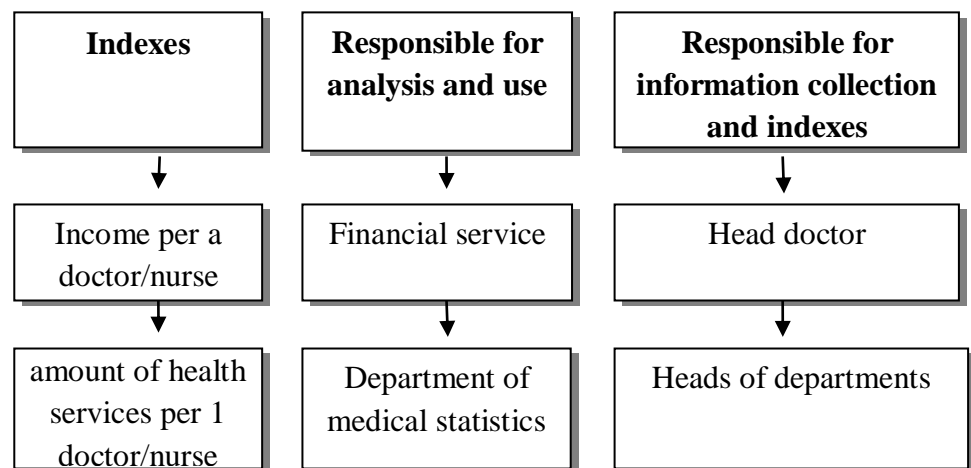 Indexes
Responsible for
analysis and use
Responsible for
information collection
and indexes
Income per a
doctor/nurse
Financial service
Head doctor
amount of health
services per 1
doctor/nurse
Department of
medical statistics
Heads of departments